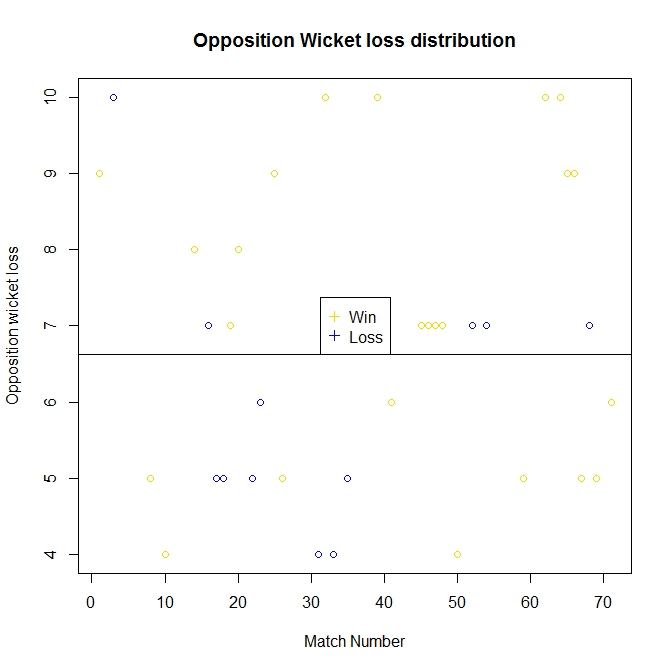 Opposition Wicket loss distribution
Opposition wicket loss
10
9
8
7
6
5
4
Win
Loss
0 10 20 30 40 50 60 70
Match Number